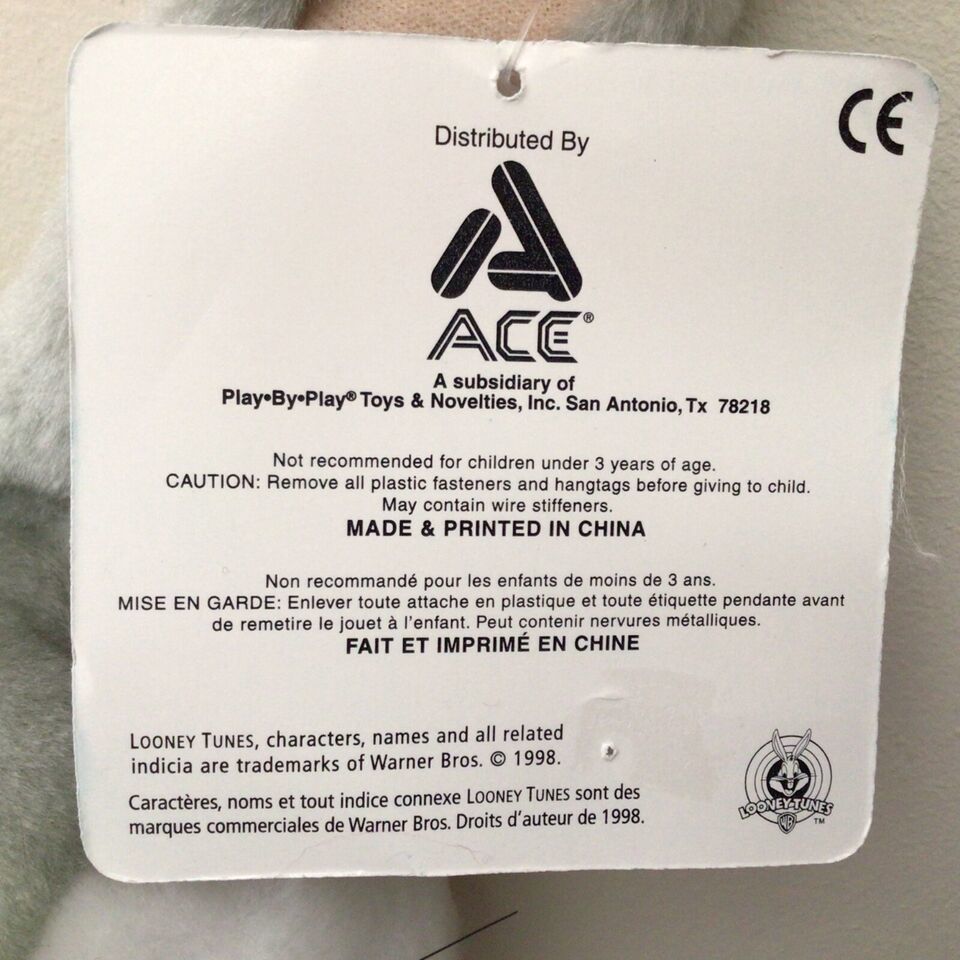 Distributed By
CE
ACE®
A subsidiary of
Play•By•Play® Toys & Novelties, Inc. San Antonio, Tx 78218
Not recommended for children under 3 years of age.
CAUTION: Remove all plastic fasteners and hangtags before giving to child.
May contain wire stiffeners.
MADE & PRINTED IN CHINA
Non recommandé pour les enfants de moins de 3 ans.
MISE EN GARDE: Enlever toute attache en plastique et toute étiquette pendante avant
de remetire le jouet à l'enfant. Peut contenir nervures métalliques.
FAIT ET IMPRIMÉ EN CHINE
LOONEY TUNES, characters, names and all related
indicia are trademarks of Warner Bros. © 1998.
Caractères, noms et tout indice connexe LOONEY TUNES sont des
marques commerciales de Warner Bros. Droits d'auteur de 1998.
LOONEY TUNES
WB TM